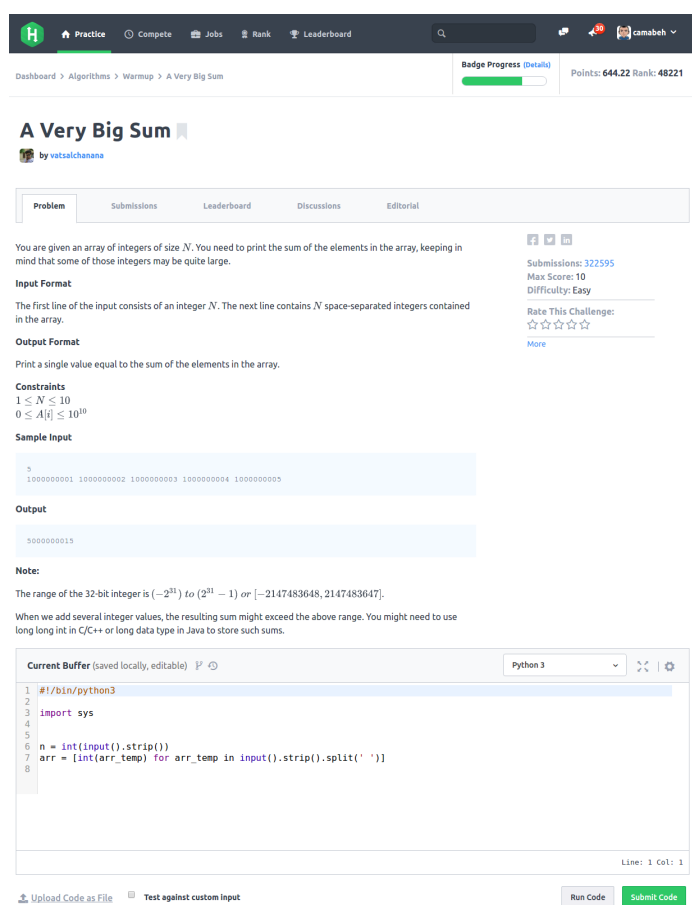 H Practice Compete Jobs Rank Leaderboard 30 camabeh
Dashboard > Algorithms > Warmup > A Very Big Sum
Badge Progress (Details)
Points: 644.22 Rank: 48221
A Very Big Sum
by vatsalchanana
Problem Submissions Leaderboard Discussions Editorial
You are given an array of integers of size N. You need to print the sum of the elements in the array, keeping in
mind that some of those integers may be quite large.
Input Format
The first line of the input consists of an integer N. The next line contains N space-separated integers contained
in the array.
Output Format
Print a single value equal to the sum of the elements in the array.
Constraints
1 ≤ N ≤ 10
0 ≤ A[i] ≤ 10^10
Sample Input
5
1000000001 1000000002 1000000003 1000000004 1000000005
Output
5000000015
Note:
The range of the 32-bit integer is (−2^31) to (2^31 − 1) or [−2147483648, 2147483647].
When we add several integer values, the resulting sum might exceed the above range. You might need to use
long long int in C/C++ or long data type in Java to store such sums.
Submissions: 322595
Max Score: 10
Difficulty: Easy
Rate This Challenge:
More
Current Buffer (saved locally, editable)
Python 3
1 #!/bin/python3
2
3 import sys
4
5
6 n = int(input().strip())
7 arr = [int(arr_temp) for arr_temp in input().strip().split(' ')]
8
Line: 1 Col: 1
Upload Code as File
Test against custom input
Run Code
Submit Code